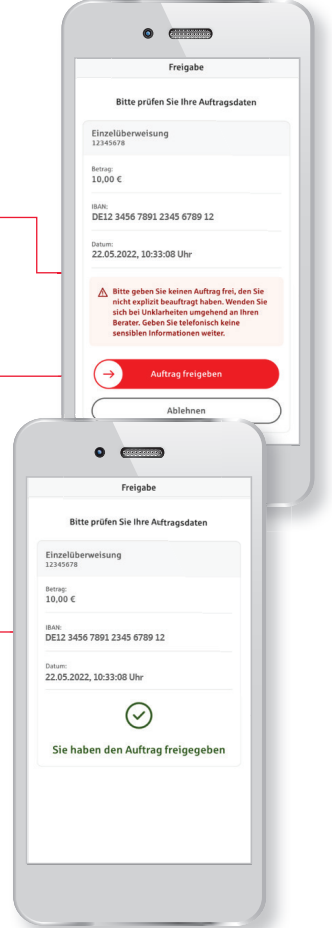 Freigabe
Bitte prüfen Sie Ihre Auftragsdaten
Einzelüberweisung
12345678
Betrag:
10,00 €
IBAN:
DE12 3456 7891 2345 6789 12
Datum:
22.05.2022, 10:33:08 Uhr
Bitte geben Sie keinen Auftrag frei, den Sie
nicht explizit beauftragt haben. Wenden Sie
sich bei Unklarheiten umgehend an Ihren
Berater. Geben Sie telefonisch keine
sensiblen Informationen weiter.
Auftrag freigeben
Ablehnen
Freigabe
Bitte prüfen Sie Ihre Auftragsdaten
Einzelüberweisung
12345678
Betrag:
10,00 €
IBAN:
DE12 3456 7891 2345 6789 12
Datum:
22.05.2022, 10:33:08 Uhr
Sie haben den Auftrag freigegeben